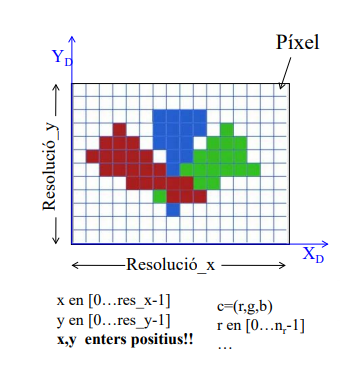 Píxel
Y_D
Resolució_y
X_D
Resolució_x
x en [0…res_x-1]
y en [0…res_y-1]
x,y enters positius!!
c=(r,g,b)
r en [0…n_r-1]
…